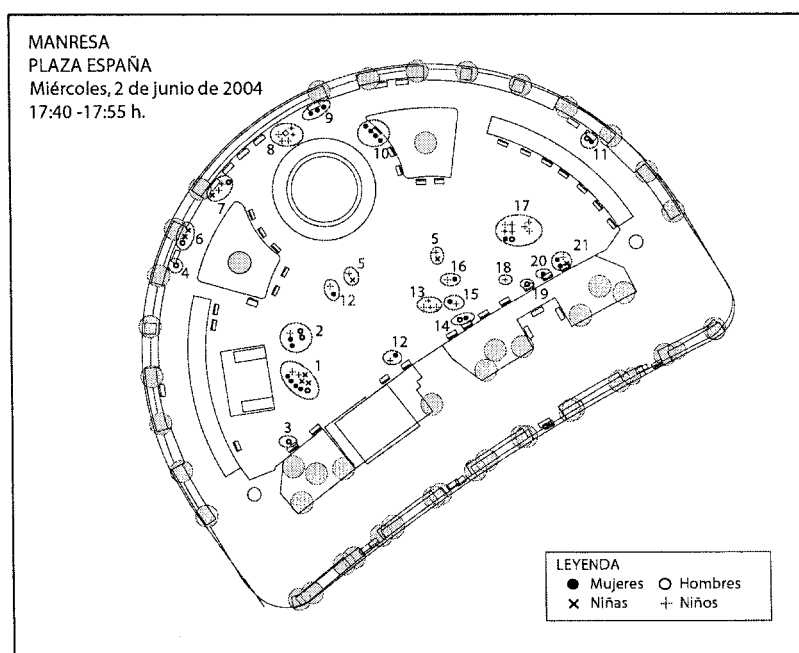 MANRESA
PLAZA ESPAÑA
Miércoles, 2 de junio de 2004
17:40 -17:55 h.
9
8
10
11
7
17
6
5
21
4
5
16
18
20
12
13
15
19
2
14
12
1
3
LEYENDA
Mujeres
Hombres
Niñas
Niños